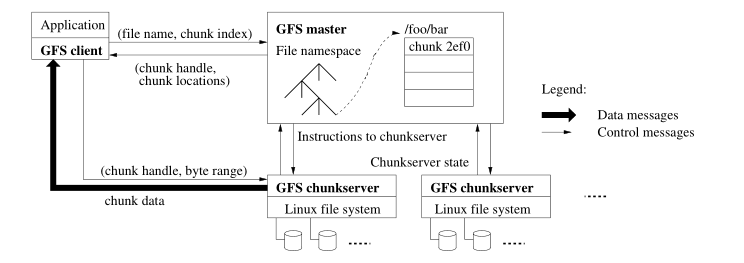 Application
GFS client
(file name, chunk index)
(chunk handle,
chunk locations)
GFS master
File namespace
/foo/bar
chunk 2ef0
Legend:
Data messages
Control messages
Instructions to chunkserver
Chunkserver state
(chunk handle, byte range)
chunk data
GFS chunkserver
Linux file system
GFS chunkserver
Linux file system